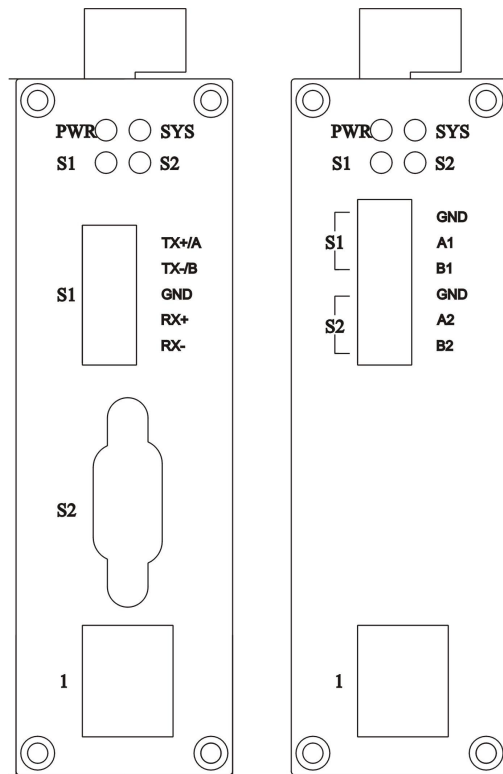 PWR SYS
S1 S2
TX+/A
TX-/B
S1 GND
RX+
RX-
S2
1
PWR SYS
S1 S2
GND
S1 A1
B1
GND
S2 A2
B2
1